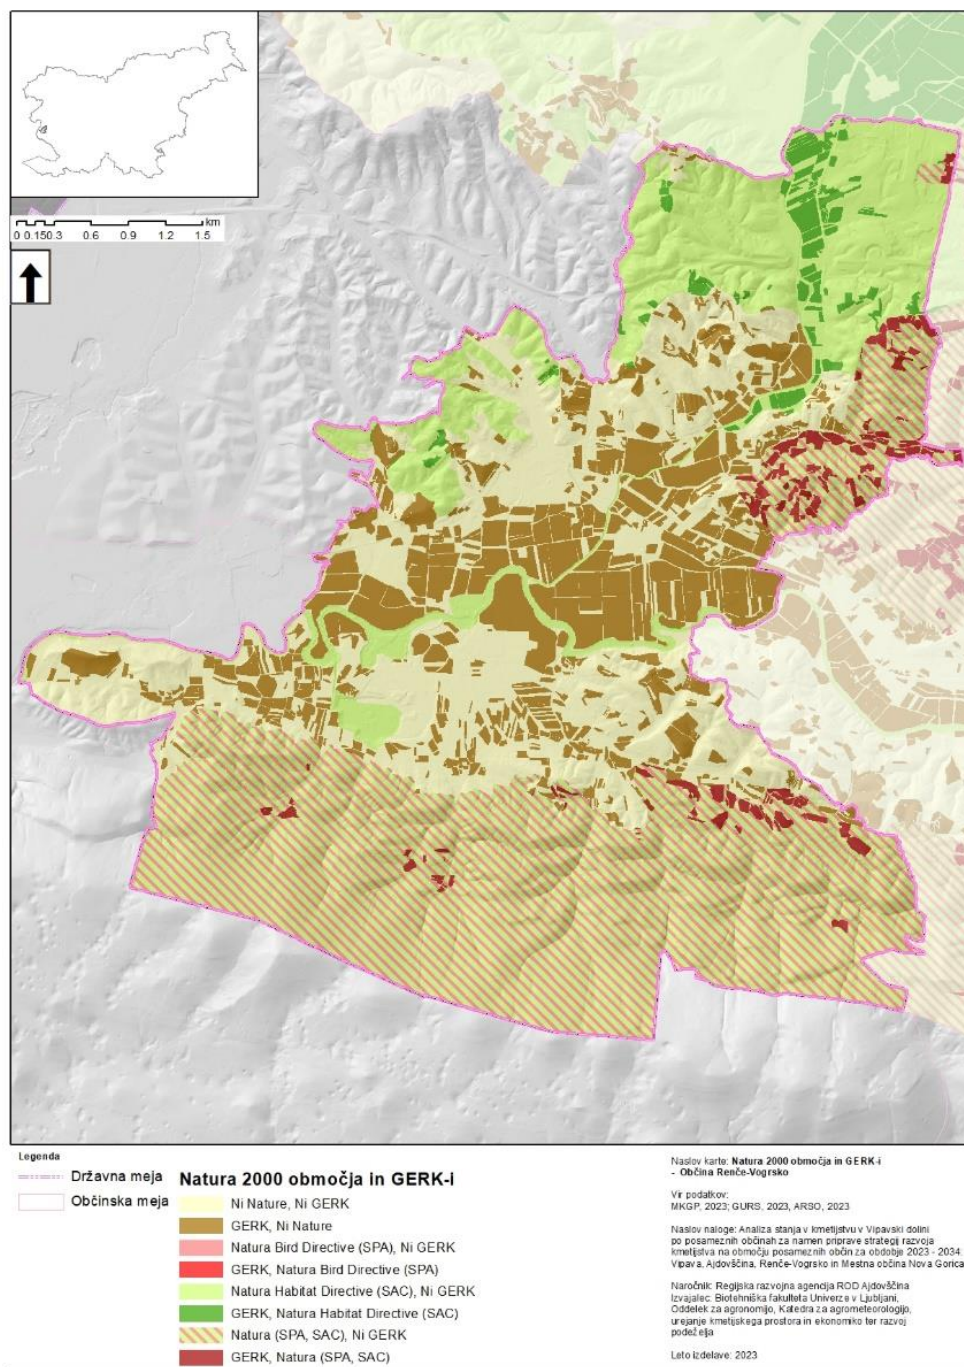 km
0 0.150.3 0.6 0.9 1.2 1.5
Legenda
Državna meja
Občinska meja
Natura 2000 območja in GERK-i
Ni Nature, Ni GERK
GERK, Ni Nature
Natura Bird Directive (SPA), Ni GERK
GERK, Natura Bird Directive (SPA)
Natura Habitat Directive (SAC), Ni GERK
GERK, Natura Habitat Directive (SAC)
Natura (SPA, SAC), Ni GERK
GERK, Natura (SPA, SAC)
Naslov karte: Natura 2000 območja in GERK-i
- Občina Renče-Vogrsko
Vir podatkov:
MKGP, 2023; GURS, 2023, ARSO, 2023
Naslov naloge: Analiza stanja v kmetijstvu v Vipavski dolini
po posameznih občinah za namen priprave strategij razvoja
kmetijstva na območju posameznih občin za obdobje 2023 - 2034:
Vipava, Ajdovščina, Renče-Vogrsko in Mestna občina Nova Gorica
Naročnik: Regijska razvojna agencija ROD Ajdovščina
Izvajalec: Biotehniška fakulteta Univerze v Ljubljani,
Oddelek za agronomijo, Katedra za agrometeorologijo,
urejanje kmetijskega prostora in ekonomiko ter razvoj
podeželja
Leto izdelave: 2023